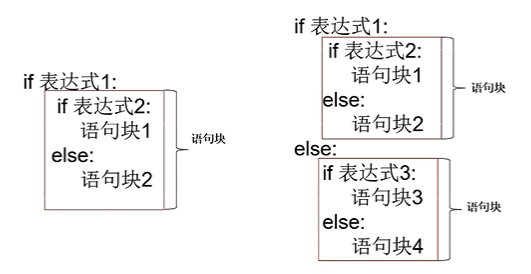 if 表达式1:
if 表达式2:
语句块1
else:
语句块2
语句块
if 表达式1:
if 表达式2:
语句块1
else:
语句块2
语句块
else:
if 表达式3:
语句块3
else:
语句块4
语句块